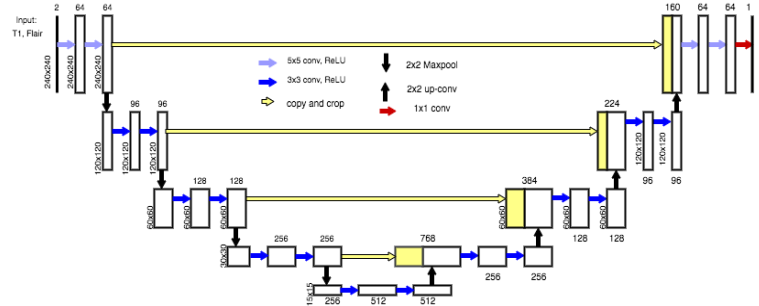 Input:
T1, Flair
2
64
64
160
64
64
1
240x240
240x240
240x240
5x5 conv, ReLU
3x3 conv, ReLU
copy and crop
2x2 Maxpool
2x2 up-conv
1x1 conv
96
96
224
120x120
120x120
120x120
120x120
120x120
96
96
128
128
384
60x60
60x60
60x60
60x60
60x60
60x60
128
128
256
256
768
30x30
256
256
15x15
256
512
512